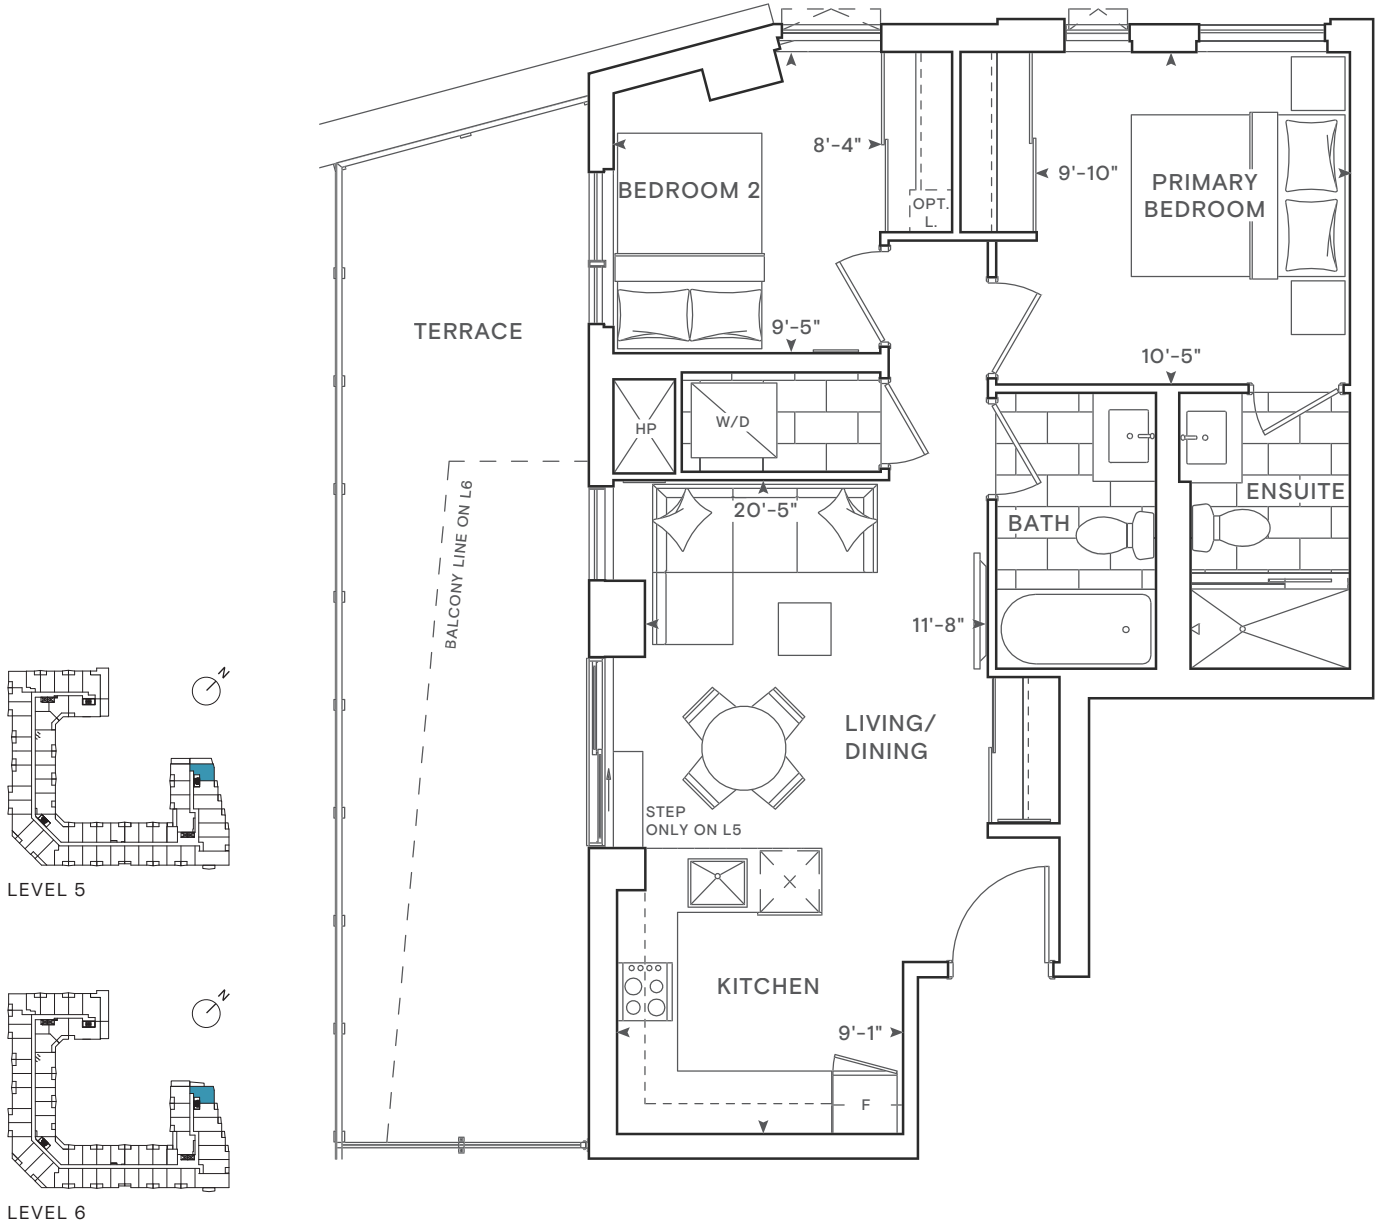 8'-4"
BEDROOM 2
OPT.
L.
9'-10"
PRIMARY
BEDROOM
TERRACE
9'-5"
10'-5"
HP
W/D
BALCONY LINE ON L6
20'-5"
ENSUITE
BATH
11'-8"
N
LIVING/
DINING
STEP
ONLY ON L5
LEVEL 5
KITCHEN
N
9'-1"
F
LEVEL 6